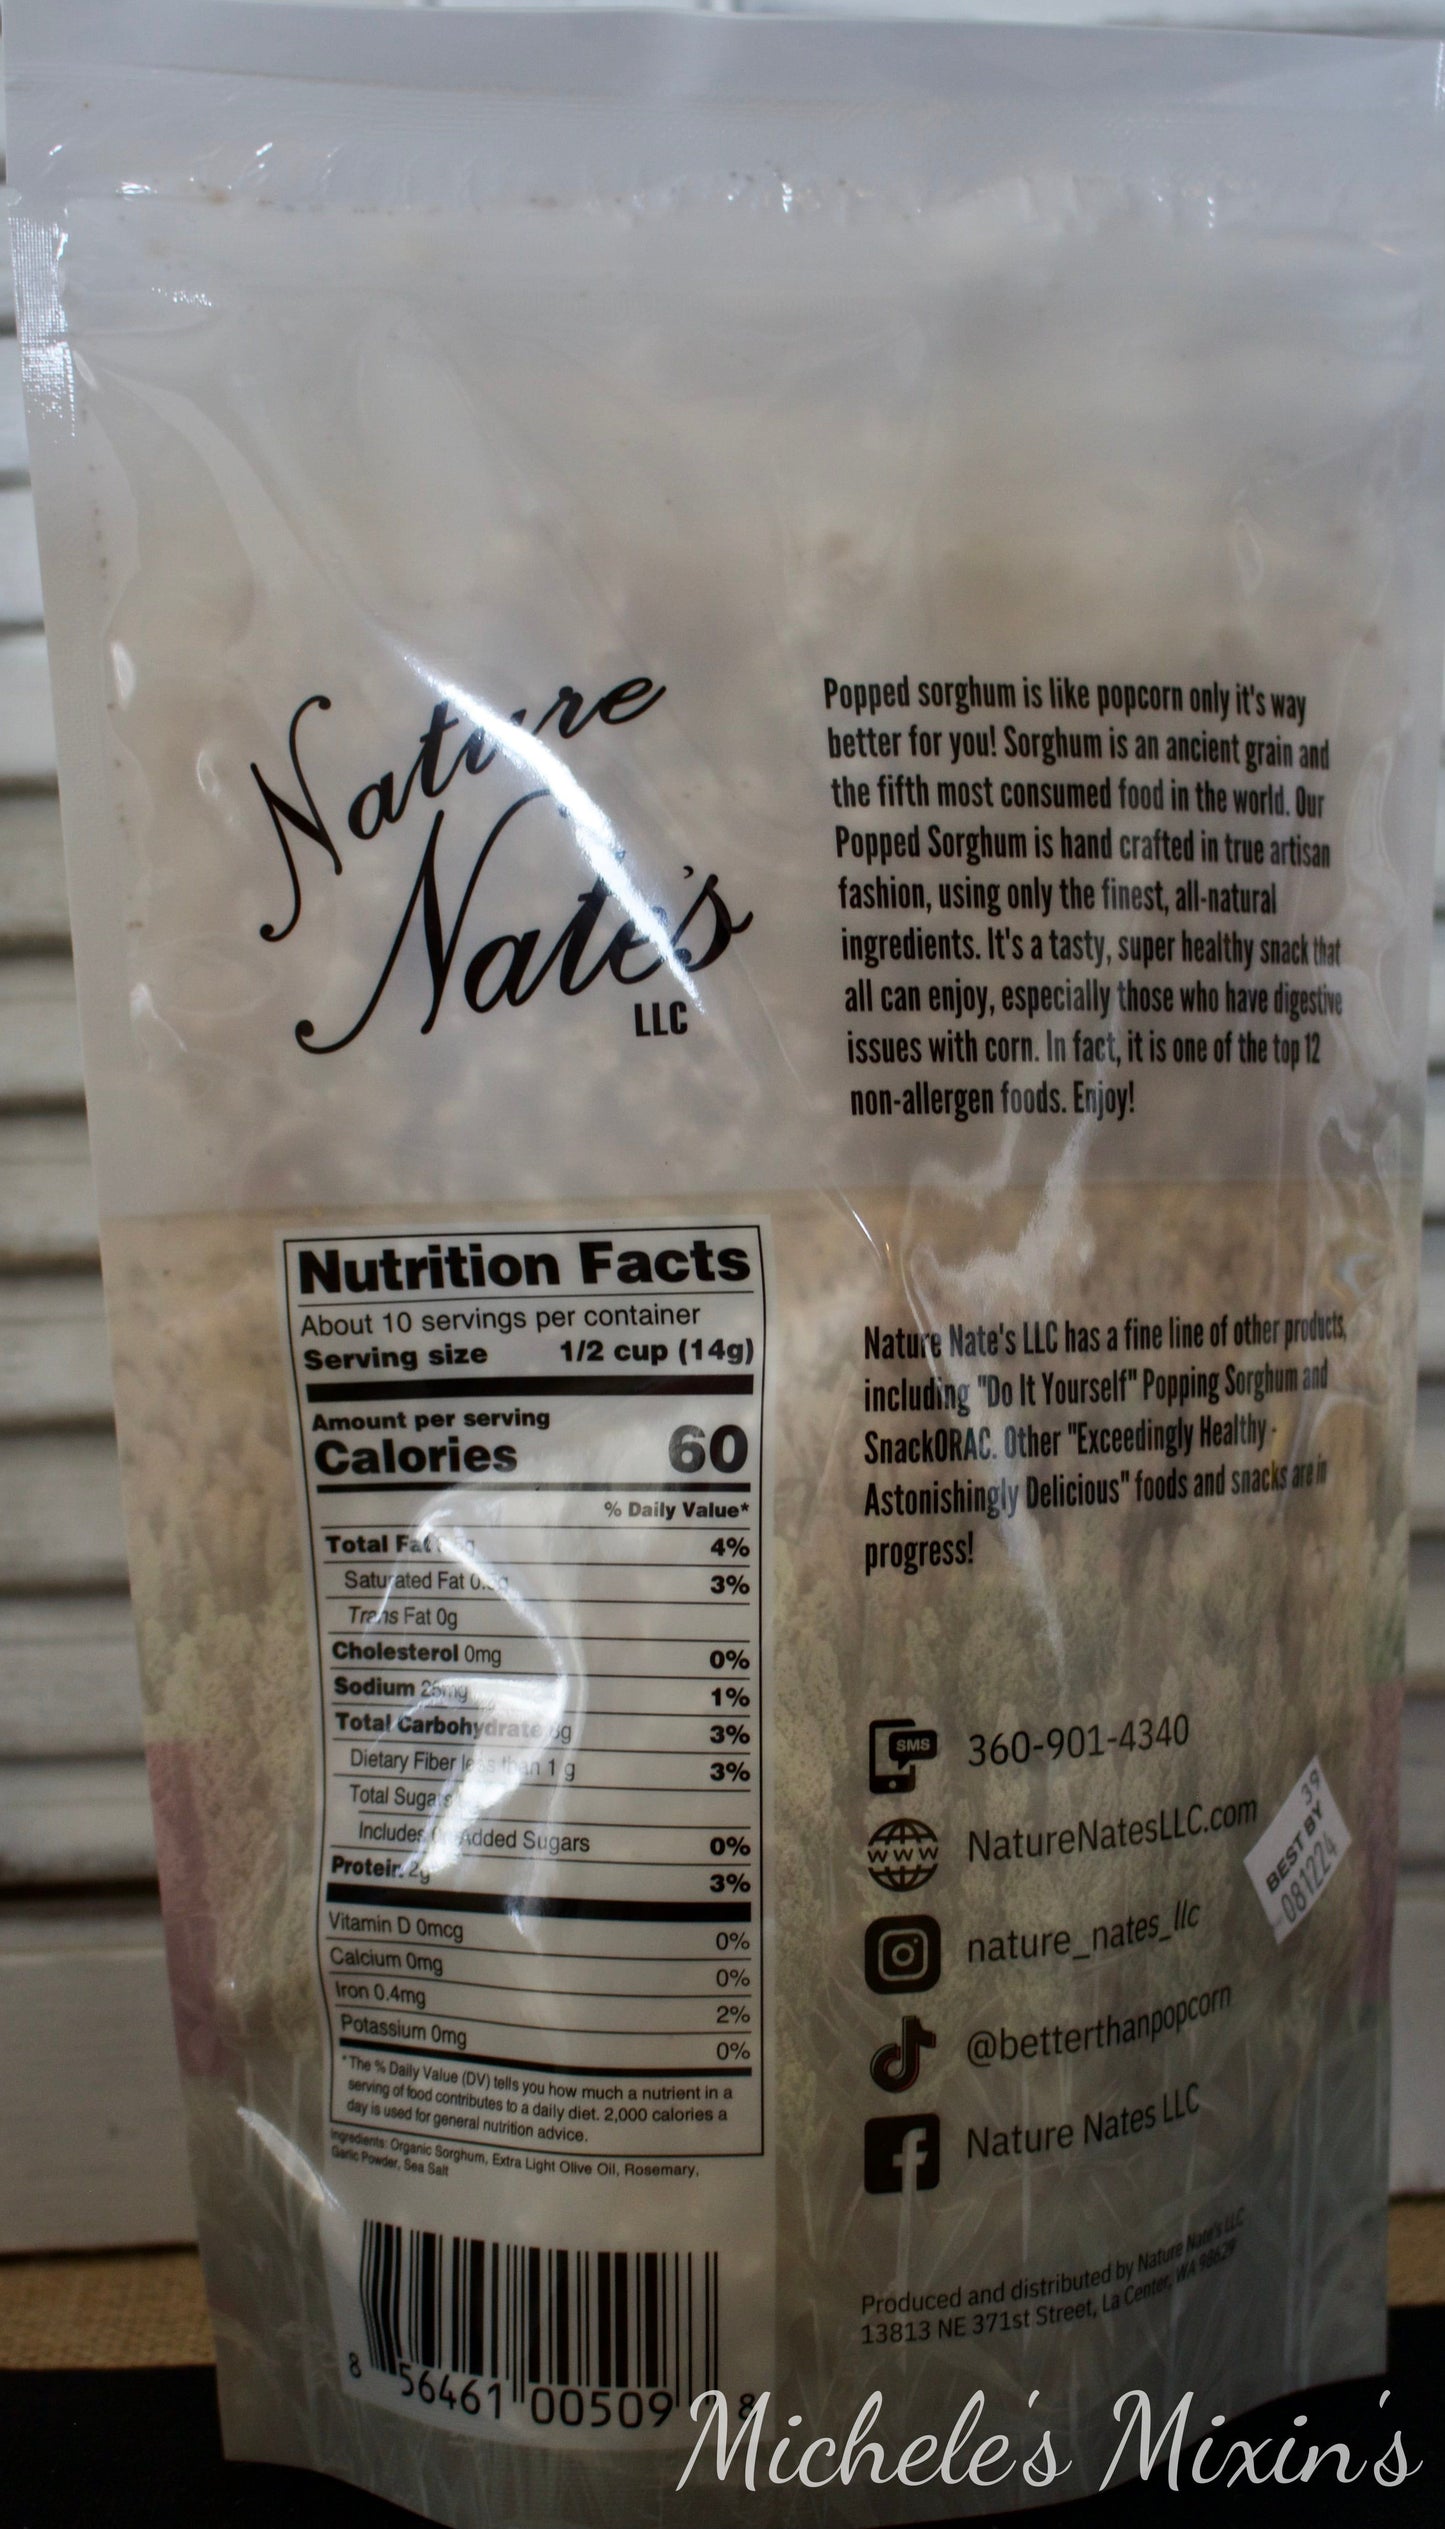 Nature
Nate's
LLC
Popped sorghum is like popcorn only it's way
better for you! Sorghum is an ancient grain and
the fifth most consumed food in the world. Our
Popped Sorghum is hand crafted in true artisan
fashion, using only the finest, all-natural
ingredients. It's a tasty, super healthy snack that
all can enjoy, especially those who have digestive
issues with corn. In fact, it is one of the top 12
non-allergen foods. Enjoy!
Nutrition Facts
About 10 servings per container
Serving size 1/2 cup (14g)
Amount per serving
Calories 60
% Daily Value*
Total Fat 4%
Saturated Fat 3%
Trans Fat 0g
Cholesterol 0mg 0%
Sodium 25mg 1%
Total Carbohydrate 3%
Dietary Fiber less than 1 g 3%
Total Sugars
Includes Added Sugars 0%
Protein 2g 3%
Vitamin D 0mcg 0%
Calcium 0mg 0%
Iron 0.4mg 2%
Potassium 0mg 0%
*The % Daily Value (DV) tells you how much a nutrient in a
serving of food contributes to a daily diet. 2,000 calories a
day is used for general nutrition advice.
Ingredients: Organic Sorghum, Extra Light Olive Oil, Rosemary,
Garlic Powder, Sea Salt
8 56461 00509 8
Nature Nate's LLC has a fine line of other products,
including "Do It Yourself" Popping Sorghum and
SnackORAC. Other "Exceedingly Healthy -
Astonishingly Delicious" foods and snacks are in
progress!
SMS 360-901-4340
WWW NatureNatesLLC.com
39
BEST BY
081224
nature_nates_llc
@betterthanpopcorn
Nature Nates LLC
Produced and distributed by Nature Nate's LLC
13813 NE 371st Street, La Center, WA 98629
Michele's Mixin's